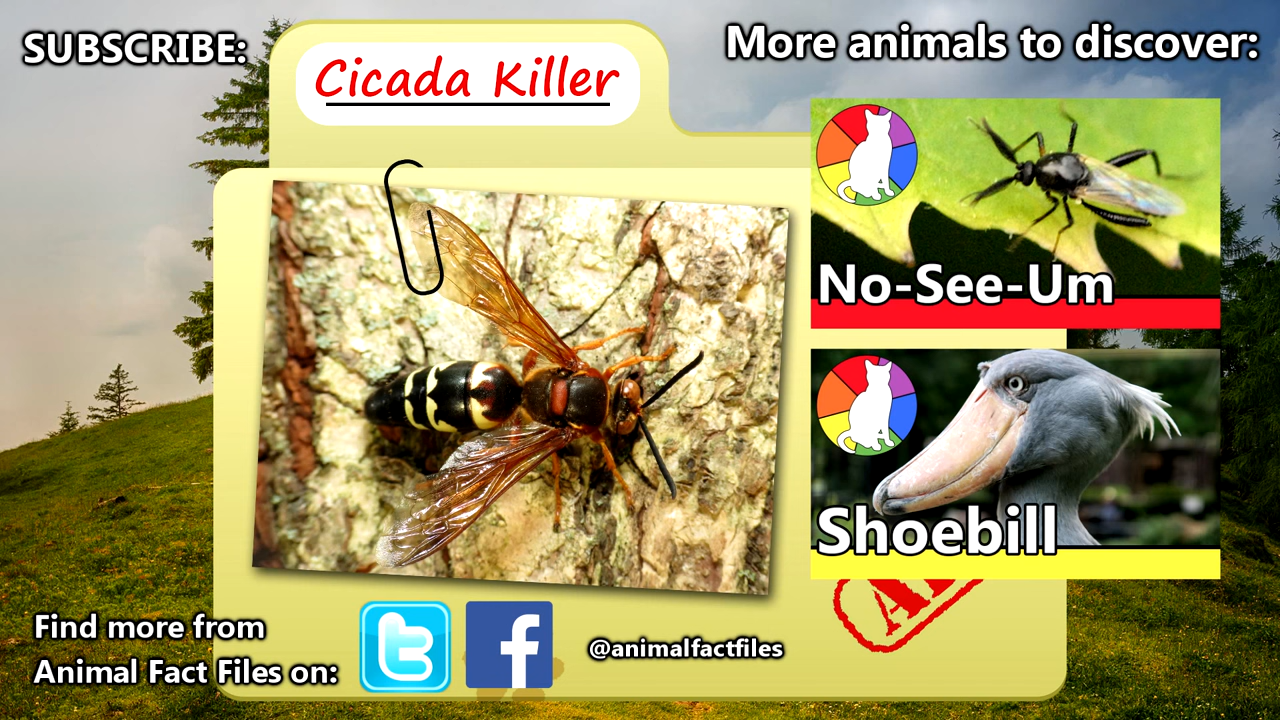 SUBSCRIBE:
Cicada Killer
More animals to discover:
No-See-Um
Shoebill
Find more from
Animal Fact Files on:
@animalfactfiles